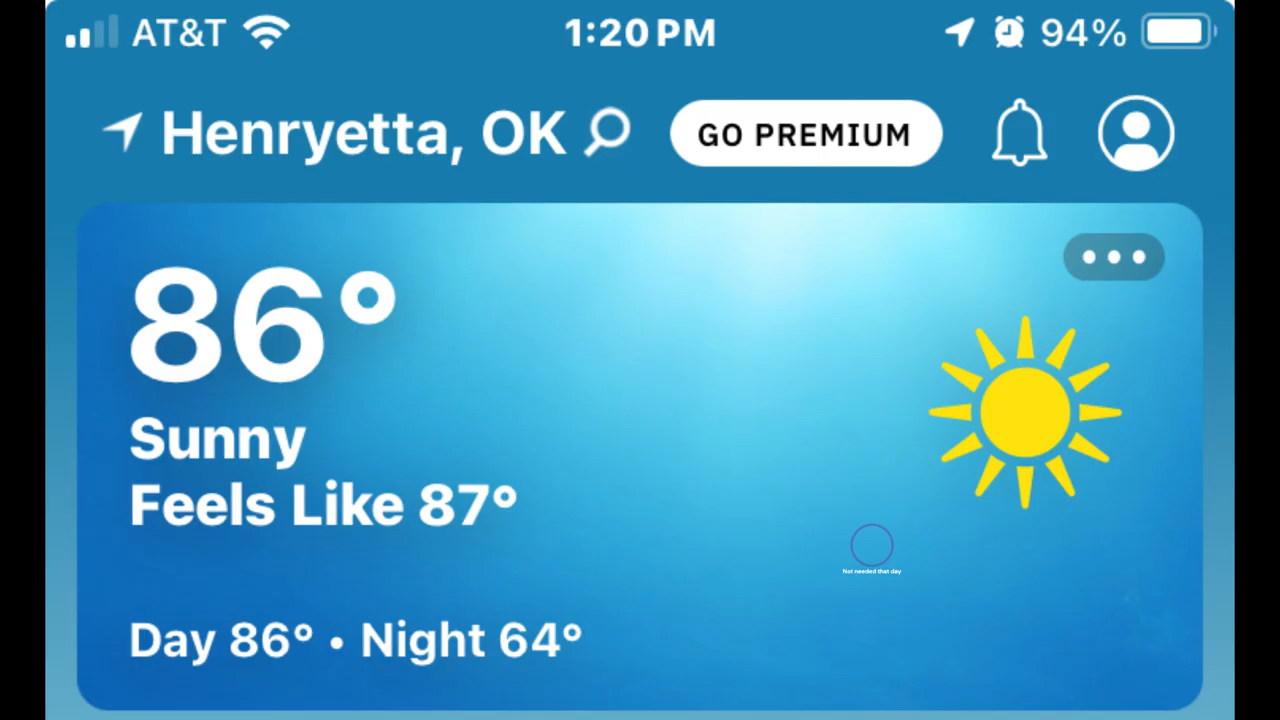 AT&T 1:20 PM 94%
Henryetta, OK GO PREMIUM
86°
Sunny
Feels Like 87°
Not needed that day
Day 86° • Night 64°